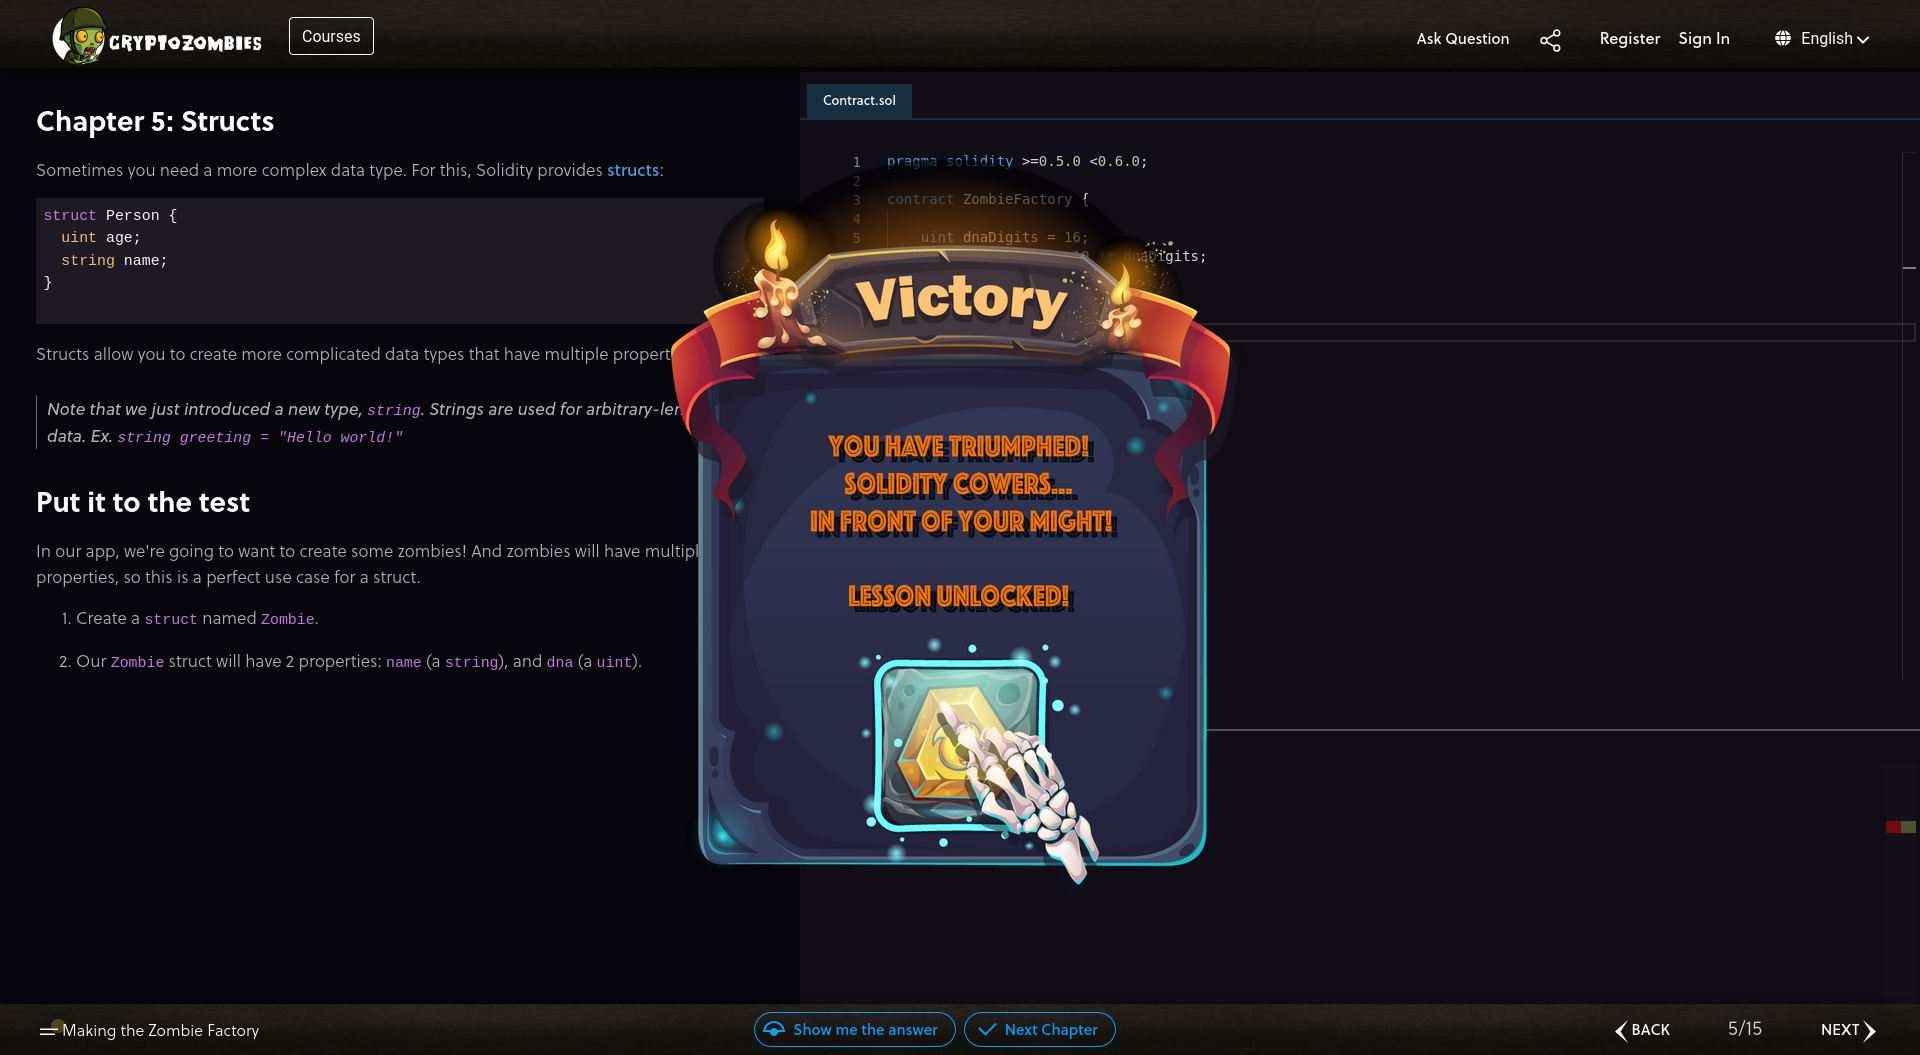 CRYPTOZOMBIES
Courses
Ask Question
Register
Sign In
English
Chapter 5: Structs
Sometimes you need a more complex data type. For this, Solidity provides structs:
struct Person {
uint age;
string name;
}
Structs allow you to create more complicated data types that have multiple
Note that we just introduced a new type, string. Strings are used for
data. Ex. string greeting = "Hello world!"
Put it to the test
In our app, we're going to want to create some zombies! And zombies will have
properties, so this is a perfect use case for a struct.
1. Create a struct named Zombie.
2. Our Zombie struct will have 2 properties: name (a string), and dna (a uint).
Contract.sol
1 pragma solidity >=0.5.0 <0.6.0;
2
3 contract ZombieFactory {
4
5 uint dnaDigits = 16;
dnaDigits;
Victory
YOU HAVE TRIUMPHED!
SOLIDITY COWERS...
IN FRONT OF YOUR MIGHT!
LESSON UNLOCKED!
Making the Zombie Factory
Show me the answer
Next Chapter
BACK
5/15
NEXT